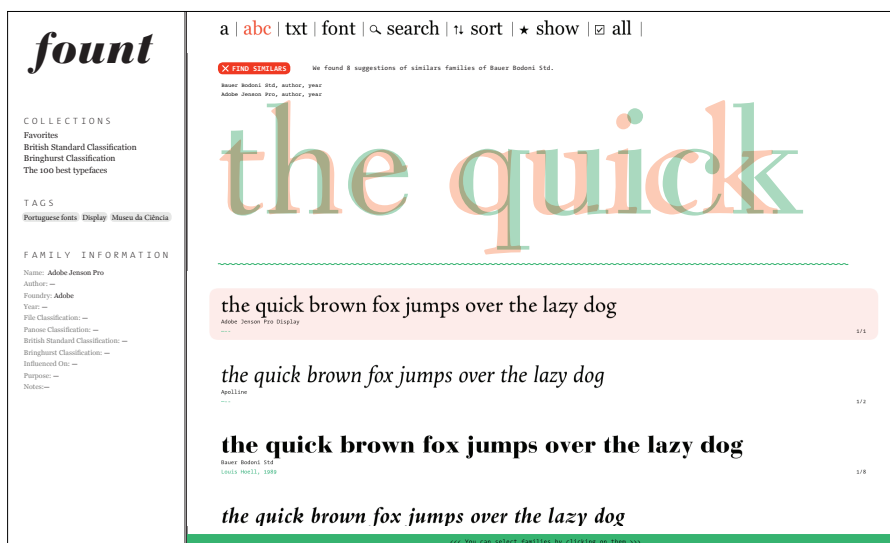 fount
COLLECTIONS
Favorites
British Standard Classification
Bringhurst Classification
The 100 best typefaces
TAGS
Portuguese fonts Display Museu da Ciência
FAMILY INFORMATION
Name: Adobe Jenson Pro
Author: —
Foundry: Adobe
Year: —
File Classification: —
Panose Classification: —
British Standard Classification: —
Bringhurst Classification: —
Influenced On: —
Purpose: —
Notes:—
a | abc | txt | font | search | sort | ★ show | all |
FIND SIMILARS We found 8 suggestions of similars families of Bauer Bodoni Std.
Bauer Bodoni Std, author, year
Adobe Jenson Pro, author, year
the quick
the quick brown fox jumps over the lazy dog
Adobe Jenson Pro Display
1/1
the quick brown fox jumps over the lazy dog
Apolline
1/2
the quick brown fox jumps over the lazy dog
Bauer Bodoni Std
Louis Hoell, 1989
1/8
the quick brown fox jumps over the lazy dog
<<< You can select families by clicking on them >>>